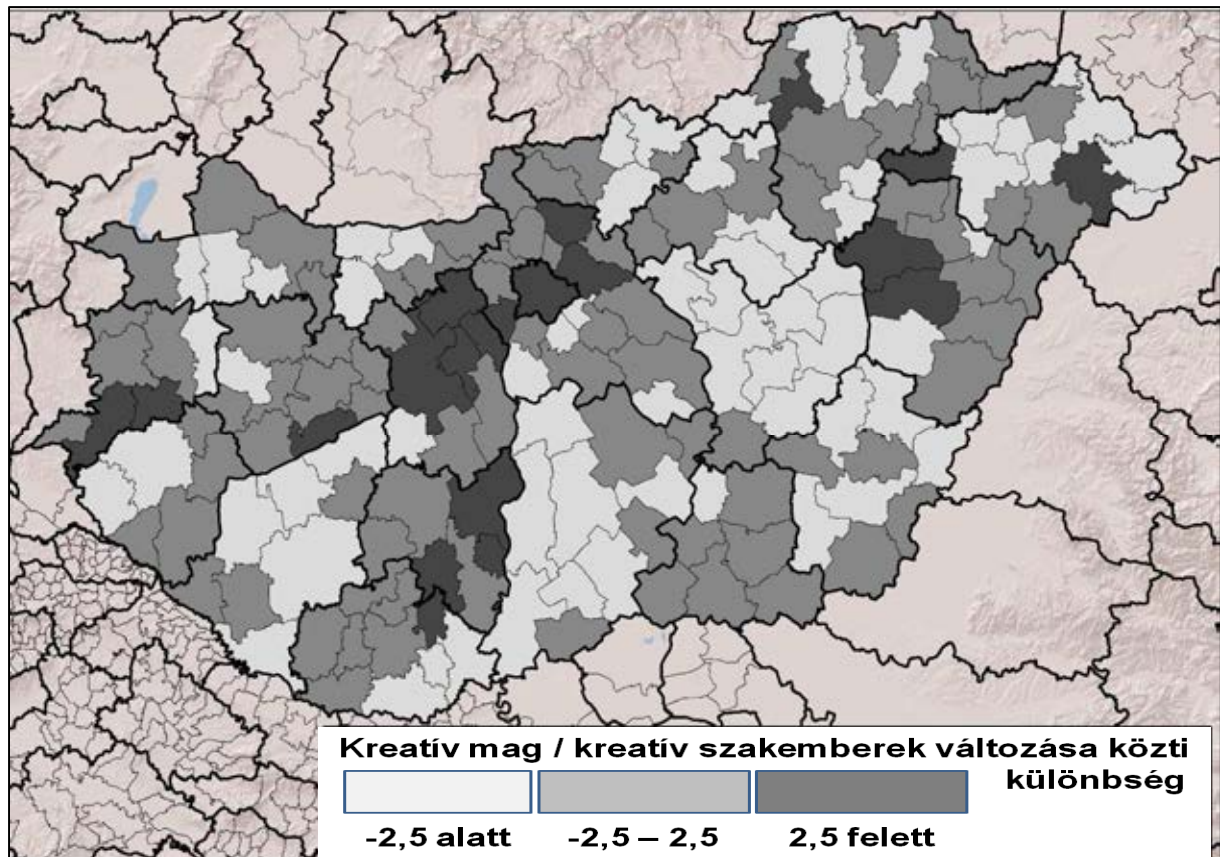 Kreatív mag / kreatív szakemberek változása közti
különbség
-2,5 alatt
-2,5 – 2,5
2,5 felett